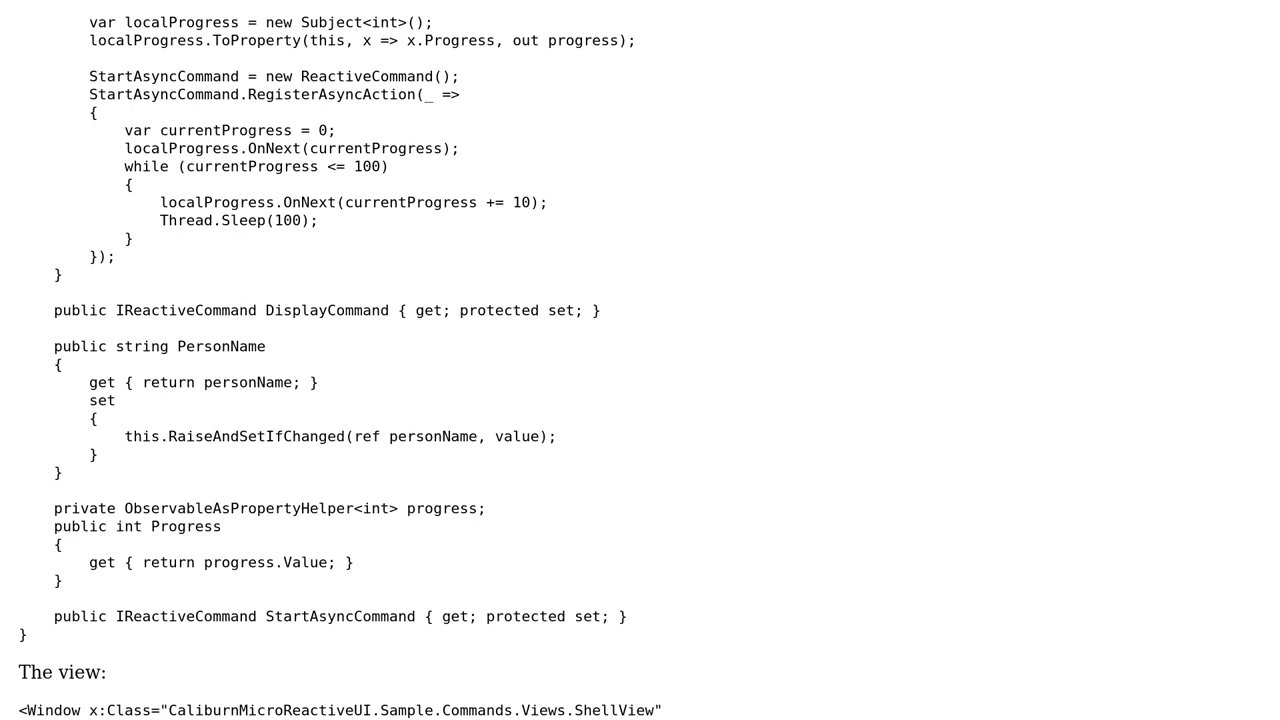 var localProgress = new Subject<int>();
        localProgress.ToProperty(this, x => x.Progress, out progress);

        StartAsyncCommand = new ReactiveCommand();
        StartAsyncCommand.RegisterAsyncAction(_ =>
        {
            var currentProgress = 0;
            localProgress.OnNext(currentProgress);
            while (currentProgress <= 100)
            {
                localProgress.OnNext(currentProgress += 10);
                Thread.Sleep(100);
            }
        });
    }

    public IReactiveCommand DisplayCommand { get; protected set; }

    public string PersonName
    {
        get { return personName; }
        set
        {
            this.RaiseAndSetIfChanged(ref personName, value);
        }
    }

    private ObservableAsPropertyHelper<int> progress;
    public int Progress
    {
        get { return progress.Value; }
    }

    public IReactiveCommand StartAsyncCommand { get; protected set; }
}

The view:

<Window x:Class="CaliburnMicroReactiveUI.Sample.Commands.Views.ShellView"